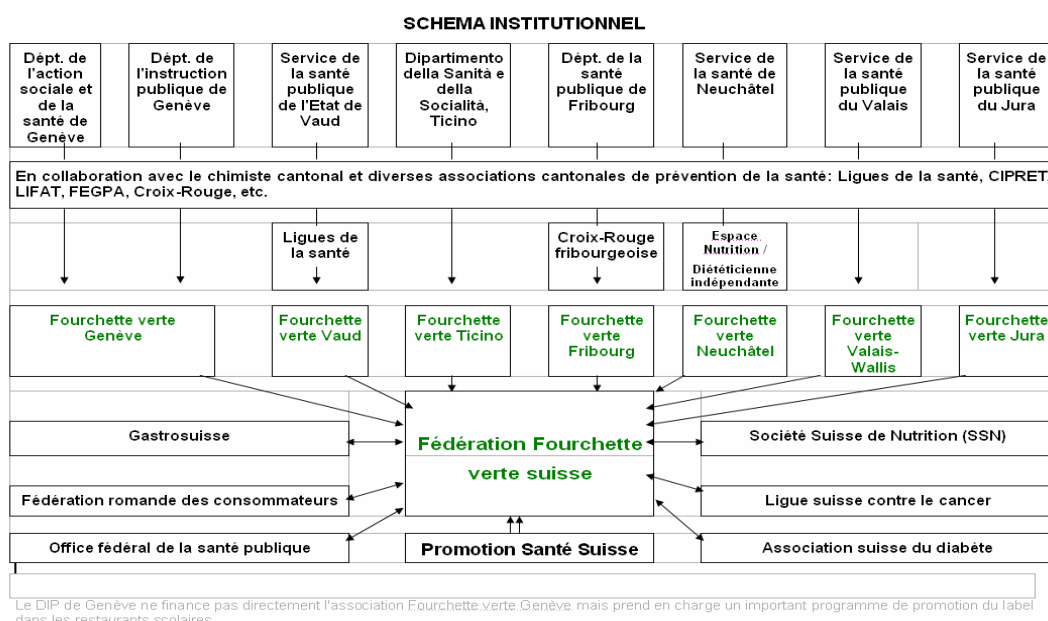 SCHEMA INSTITUTIONNEL
Dépt. de
l'action
sociale et
de la
santé de
Genève
Dépt. de
l'instruction
publique de
Genève
Service de
la santé
publique
de l'Etat de
Vaud
Dipartimento
della Sanità e
della
Socialità,
Ticino
Dépt. de la
santé
publique de
Fribourg
Service de
la santé de
Neuchâtel
Service de
la santé
publique
du Valais
Service de
la santé
publique
du Jura
En collaboration avec le chimiste cantonal et diverses associations cantonales de prévention de la santé: Ligues de la santé, CIPRET,
LIFAT, FEGPA, Croix-Rouge, etc.
Ligues de
la santé
Croix-Rouge
fribourgeoise
Espace
Nutrition /
Diététicienne
indépendante
Fourchette verte
Genève
Fourchette
verte Vaud
Fourchette
verte Ticino
Fourchette
verte
Fribourg
Fourchette
verte
Neuchâtel
Fourchette
verte
Valais-
Wallis
Fourchette
verte Jura
Gastrosuisse
Fédération Fourchette
verte suisse
Société Suisse de Nutrition (SSN)
Fédération romande des consommateurs
Ligue suisse contre le cancer
Office fédéral de la santé publique
Promotion Santé Suisse
Association suisse du diabète
Le DIP de Genève ne finance pas directement l'association Fourchette verte Genève mais prend en charge un important programme de promotion du label
dans les restaurants scolaires